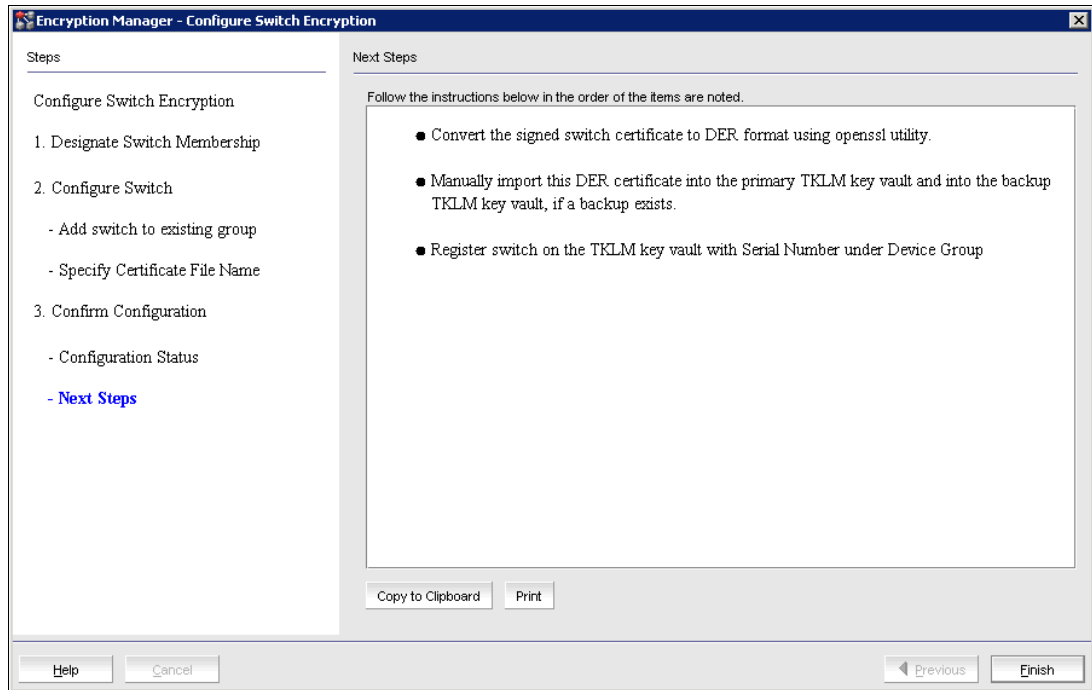 Encryption Manager - Configure Switch Encryption
Steps
Configure Switch Encryption
1. Designate Switch Membership
2. Configure Switch
- Add switch to existing group
- Specify Certificate File Name
3. Confirm Configuration
- Configuration Status
- Next Steps
Next Steps
Follow the instructions below in the order of the items are noted.
● Convert the signed switch certificate to DER format using openssl utility.
● Manually import this DER certificate into the primary TKLM key vault and into the backup
TKLM key vault, if a backup exists.
● Register switch on the TKLM key vault with Serial Number under Device Group
Copy to Clipboard
Print
Help
Cancel
Previous
Finish